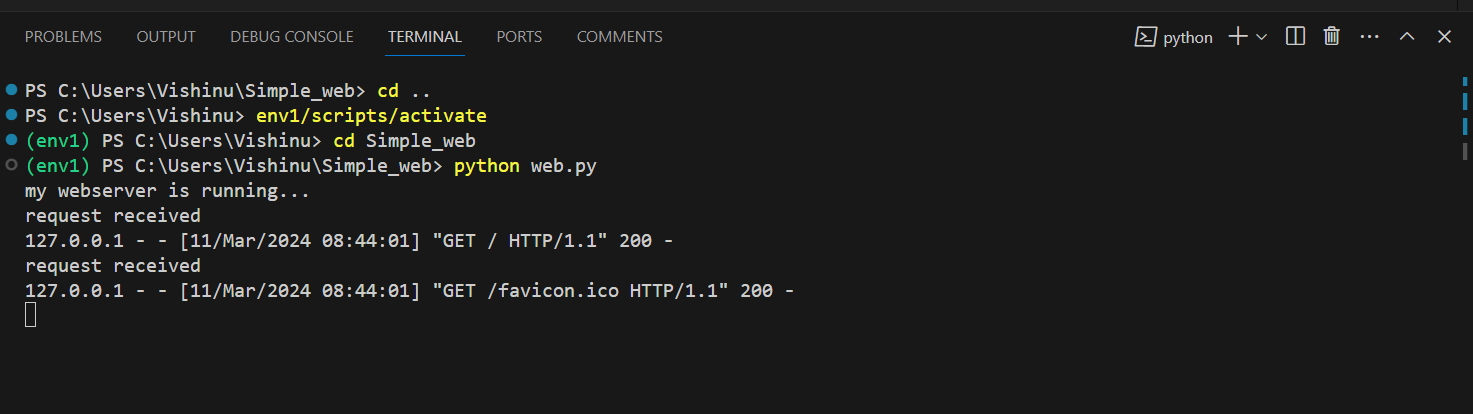 PROBLEMS OUTPUT DEBUG CONSOLE TERMINAL PORTS COMMENTS python
PS C:\Users\Vishinu\Simple_web> cd ..
PS C:\Users\Vishinu> env1/scripts/activate
(env1) PS C:\Users\Vishinu> cd Simple_web
(env1) PS C:\Users\Vishinu\Simple_web> python web.py
my webserver is running...
request received
127.0.0.1 - - [11/Mar/2024 08:44:01] "GET / HTTP/1.1" 200 -
request received
127.0.0.1 - - [11/Mar/2024 08:44:01] "GET /favicon.ico HTTP/1.1" 200 -